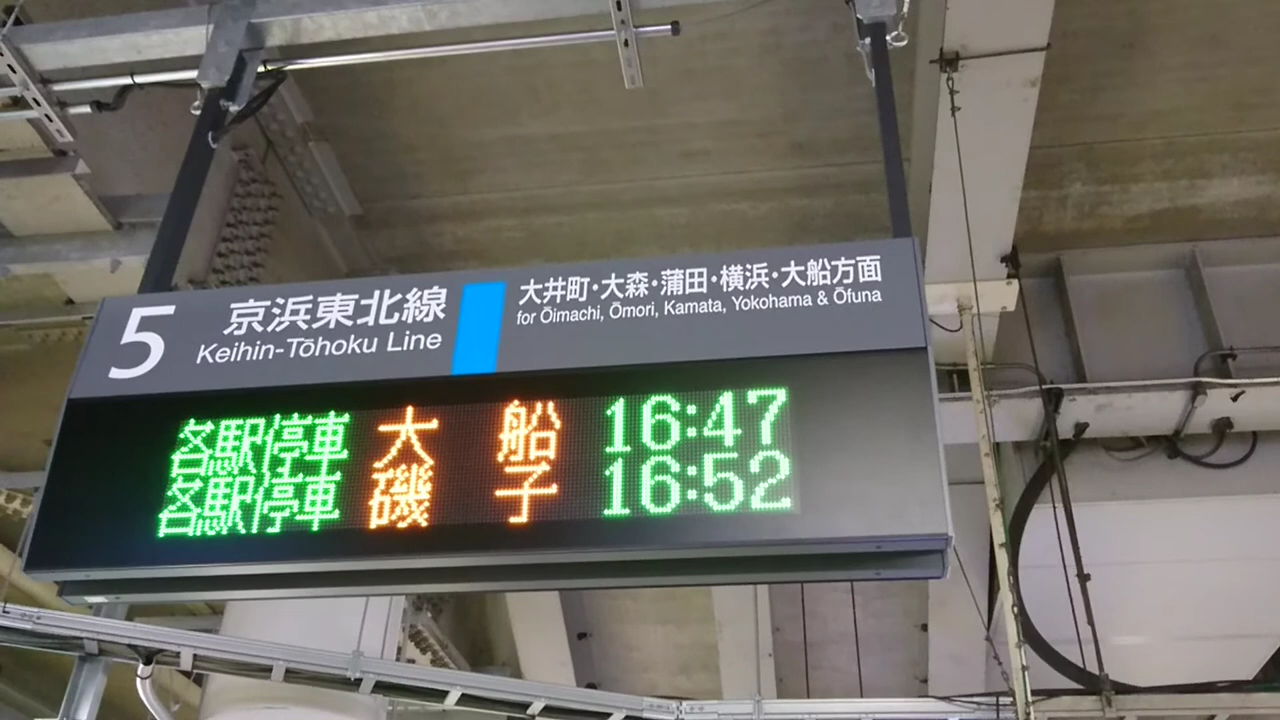 5 京浜東北線 大井町・大森・蒲田・横浜・大船方面
Keihin-Tōhoku Line for Ōimachi, Ōmori, Kamata, Yokohama & Ōfuna
各駅停車 大船 16:47
各駅停車 磯子 16:52